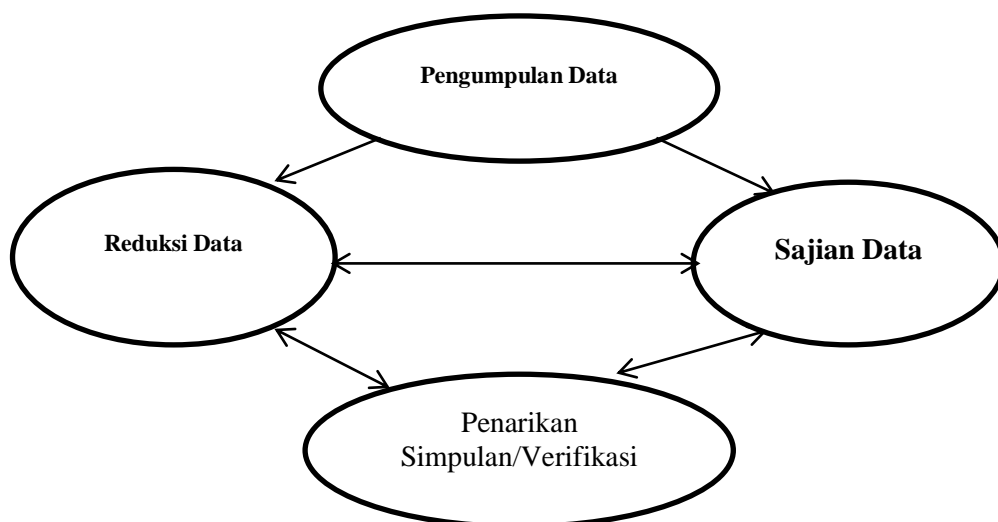 Pengumpulan Data
Reduksi Data
Sajian Data
Penarikan
Simpulan/Verifikasi